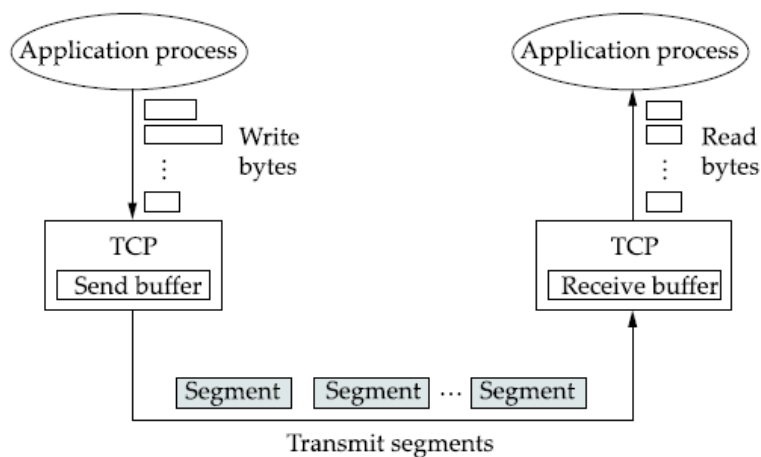 Application process
Application process
Write
bytes
⋮
Read
bytes
⋮
TCP
Send buffer
TCP
Receive buffer
Segment
Segment
...
Segment
Transmit segments